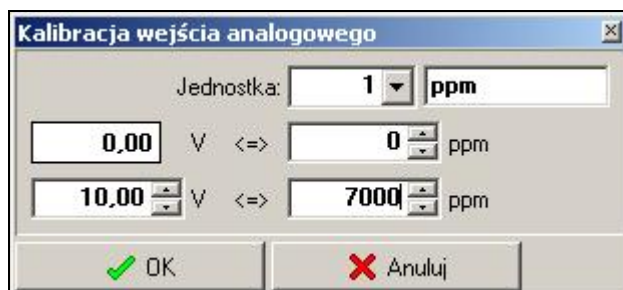 Kalibracja wejścia analogowego
Jednostka: 1 ppm
0,00 V <=> 0 ppm
10,00 V <=> 7000 ppm
OK Anuluj